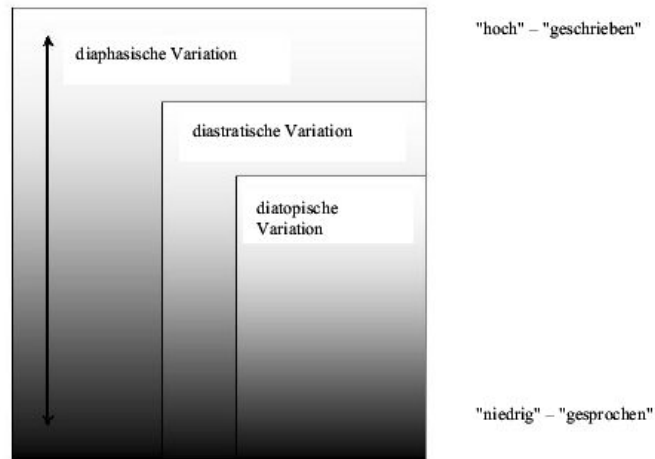 "hoch" – "geschrieben"
diaphasische Variation
diastratische Variation
diatopische
Variation
"niedrig" – "gesprochen"